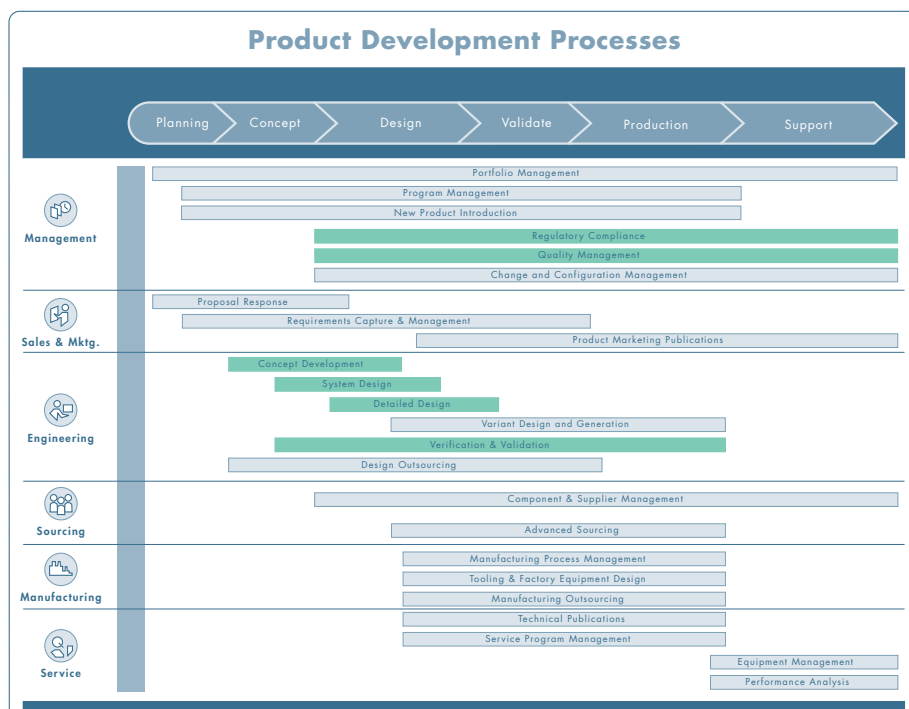 Product Development Processes
Planning
Concept
Design
Validate
Production
Support
Management
Portfolio Management
Program Management
New Product Introduction
Regulatory Compliance
Quality Management
Change and Configuration Management
Sales & Mktg.
Proposal Response
Requirements Capture & Management
Product Marketing Publications
Engineering
Concept Development
System Design
Detailed Design
Variant Design and Generation
Verification & Validation
Design Outsourcing
Sourcing
Component & Supplier Management
Advanced Sourcing
Manufacturing
Manufacturing Process Management
Tooling & Factory Equipment Design
Manufacturing Outsourcing
Service
Technical Publications
Service Program Management
Equipment Management
Performance Analysis